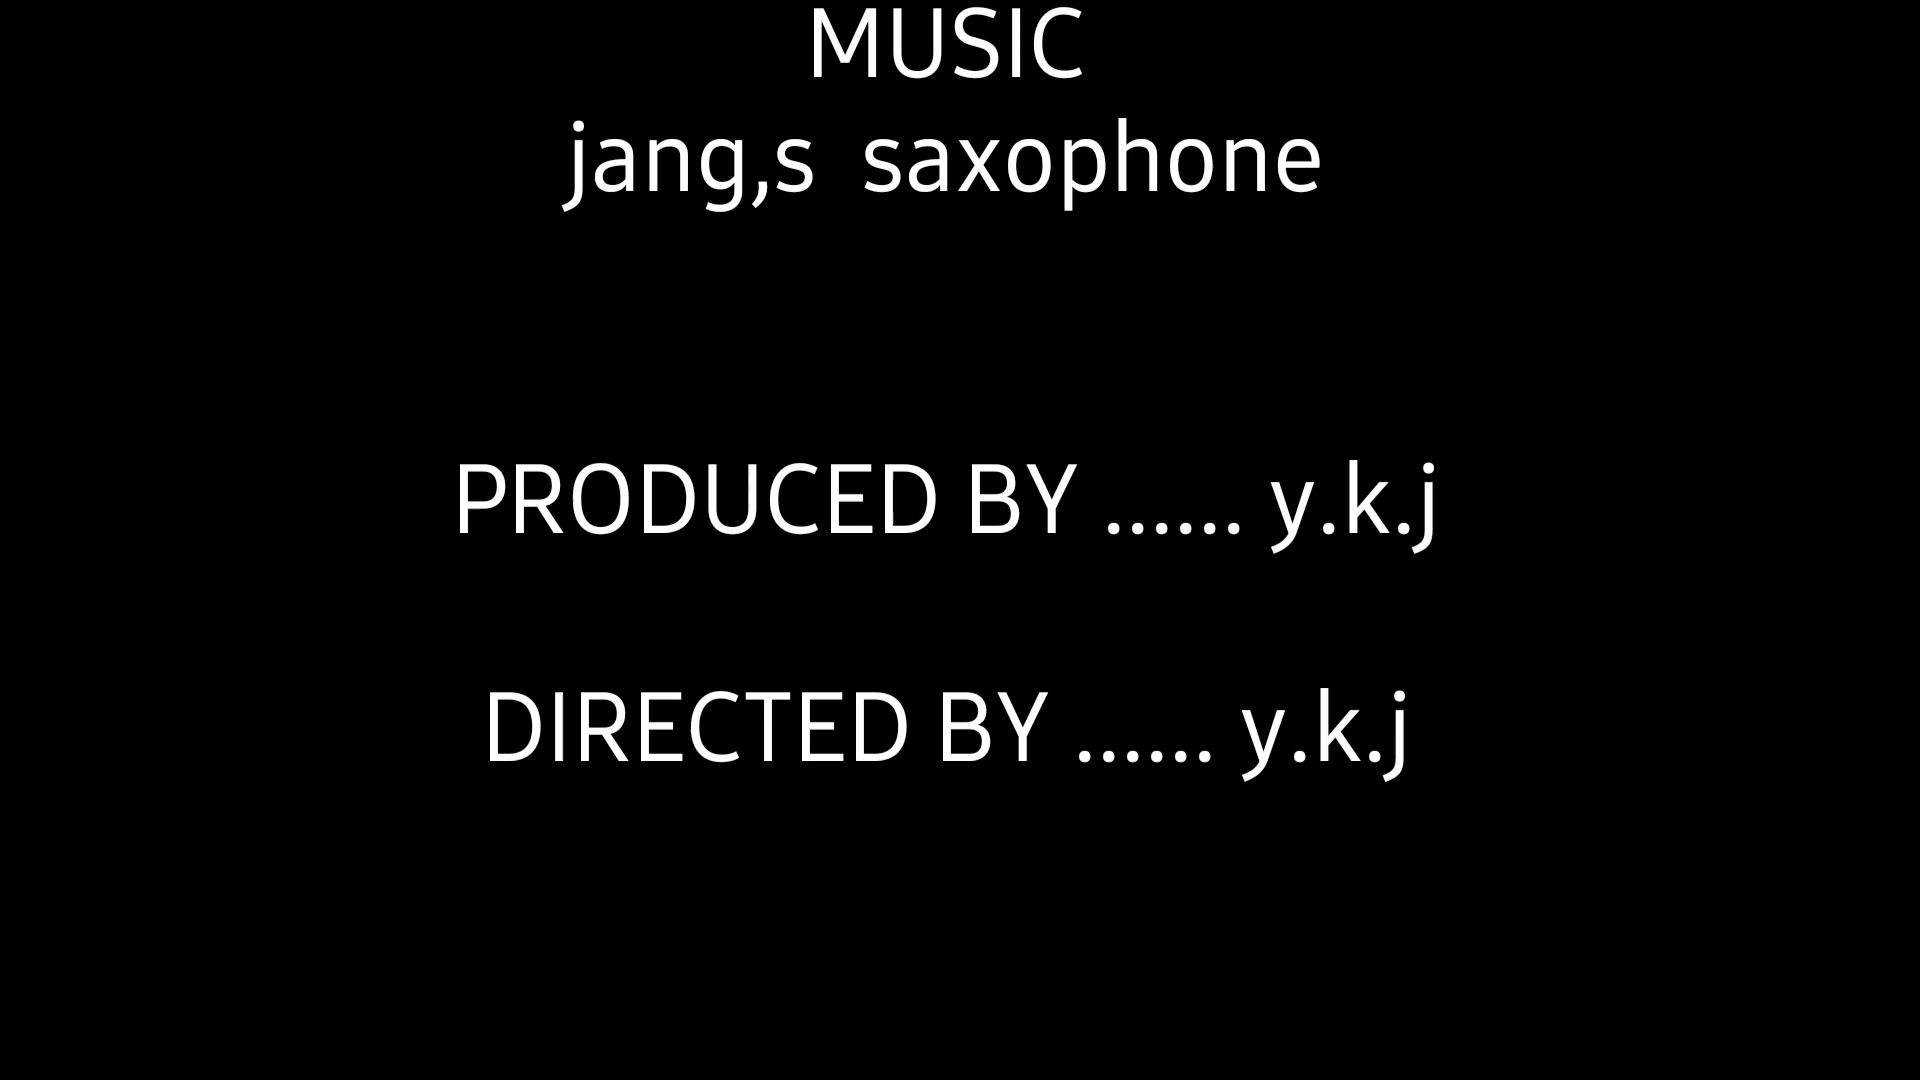 MUSIC
jang,s  saxophone
PRODUCED BY ...... y.k.j
DIRECTED BY ...... y.k.j